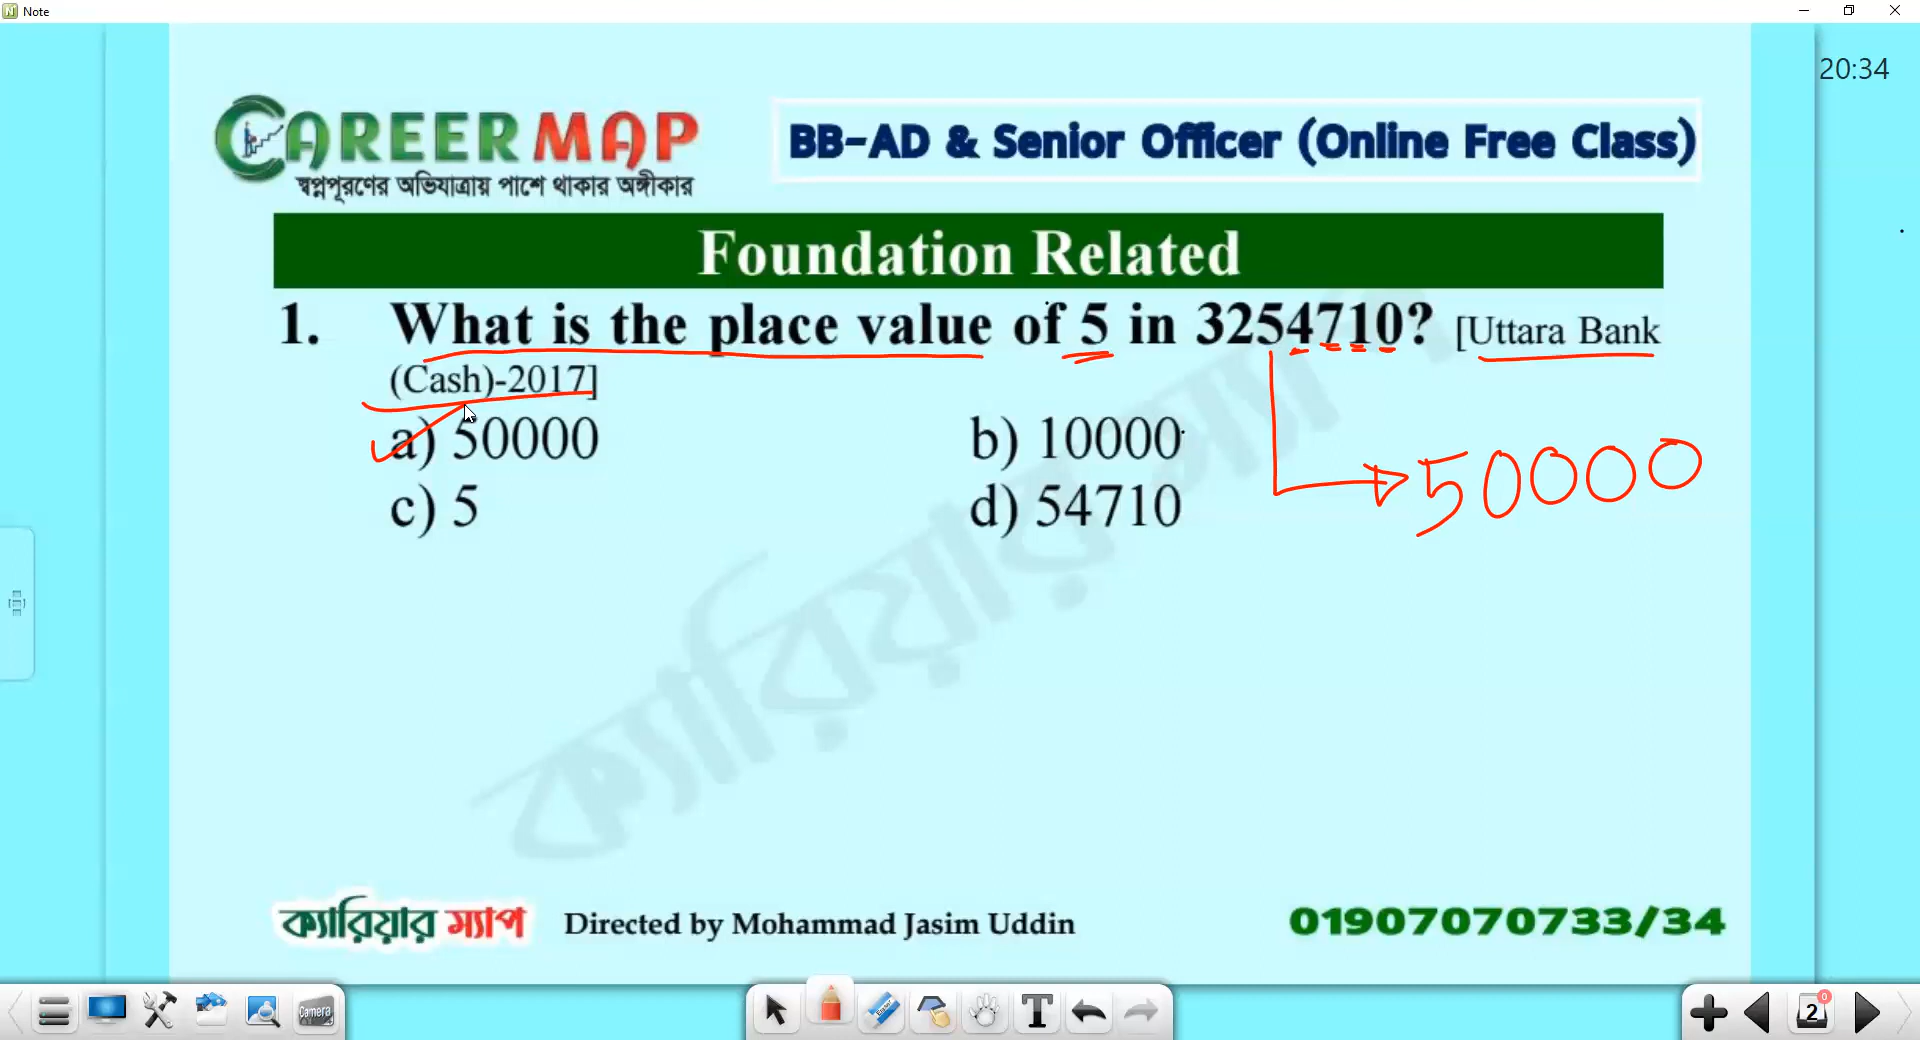 Note
20:34
CAREER MAP
স্বপ্নপূরণের অভিযাত্রায় পাশে থাকার অঙ্গীকার
BB-AD & Senior Officer (Online Free Class)
Foundation Related
1. What is the place value of 5 in 3254710? [Uttara Bank
(Cash)-2017]
a) 50000 b) 10000
c) 5 d) 54710
50000
ক্যারিয়ার ম্যাপ
ক্যারিয়ার ম্যাপ Directed by Mohammad Jasim Uddin 01907070733/34
Camera
Eraser
T
2
0